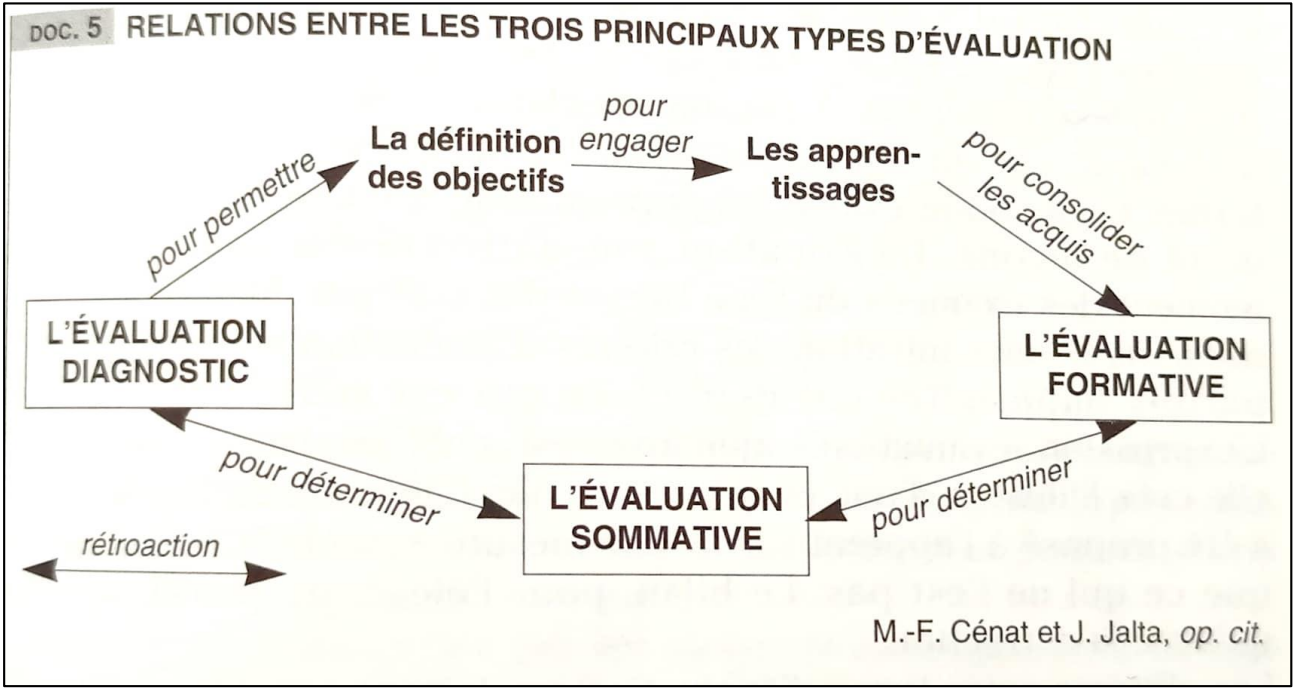 DOC. 5 RELATIONS ENTRE LES TROIS PRINCIPAUX TYPES D'ÉVALUATION
pour permettre
La définition
des objectifs
pour
engager
Les appren-
tissages
pour consolider
les acquis
L'ÉVALUATION
DIAGNOSTIC
L'ÉVALUATION
FORMATIVE
pour déterminer
L'ÉVALUATION
SOMMATIVE
pour déterminer
rétroaction
M.-F. Cénat et J. Jalta, op. cit.